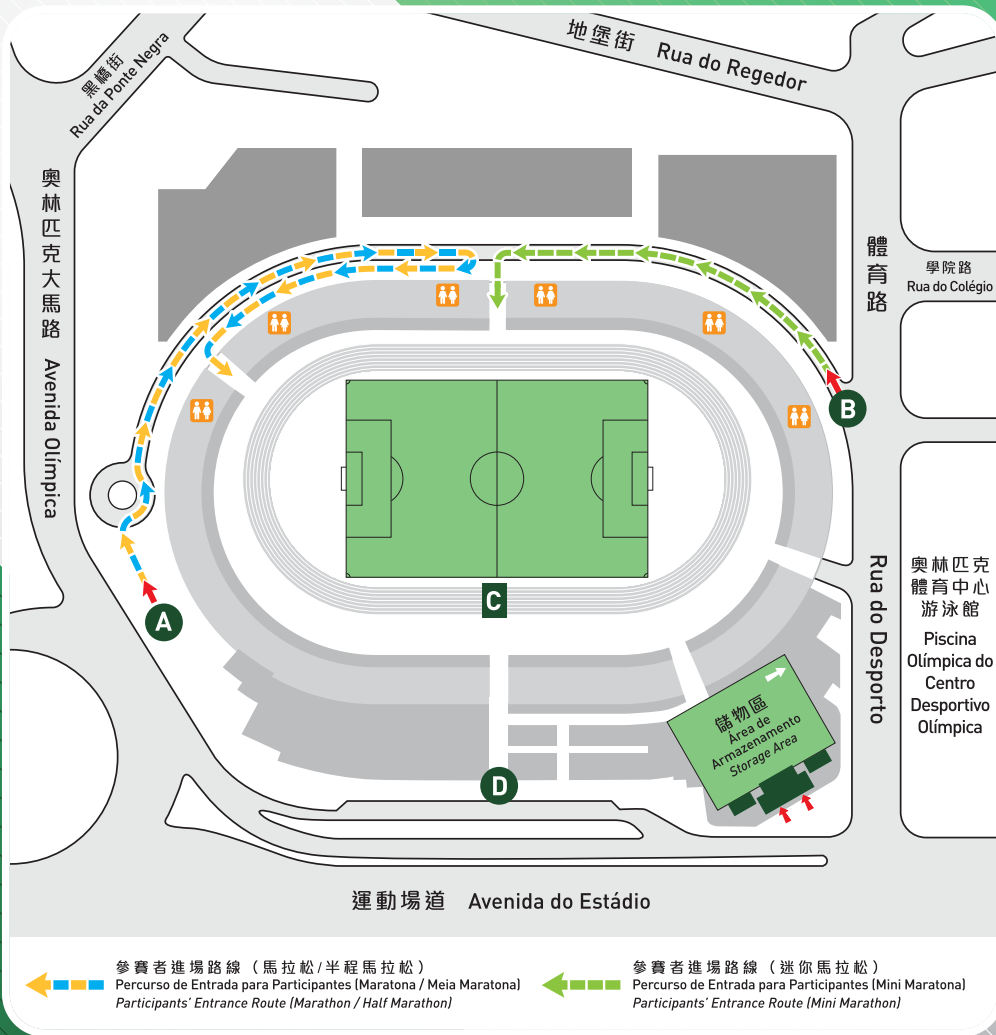 地堡街 Rua do Regedor
黑橋街
Rua da Ponte Negra
奧林匹克大馬路 Avenida Olímpica
體育路 Rua do Desporto
學院路
Rua do Colégio
B
A
C
D
奧林匹克
體育中心
游泳館
Piscina
Olímpica do
Centro
Desportivo
Olímpica
儲物區
Área de
Armazenamento
Storage Area
運動場道 Avenida do Estádio
參賽者進場路線（馬拉松/半程馬拉松）
Percurso de Entrada para Participantes (Maratona / Meia Maratona)
Participants' Entrance Route (Marathon / Half Marathon)
參賽者進場路線（迷你馬拉松）
Percurso de Entrada para Participantes (Mini Maratona)
Participants' Entrance Route (Mini Marathon)